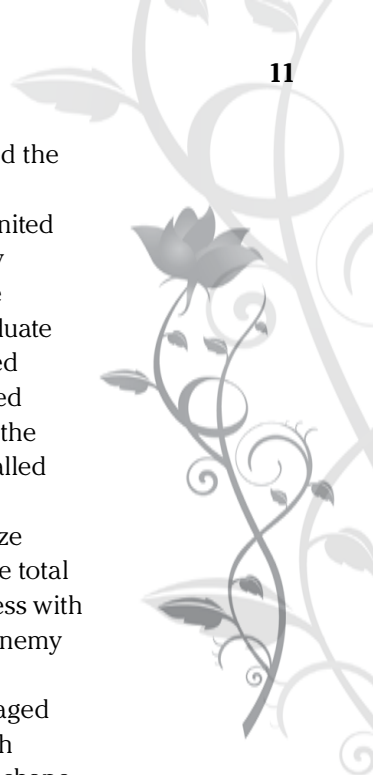 11
d the
nited
luate
ed
ed
the
alled
ze
e total
ess with
nemy
aged
h